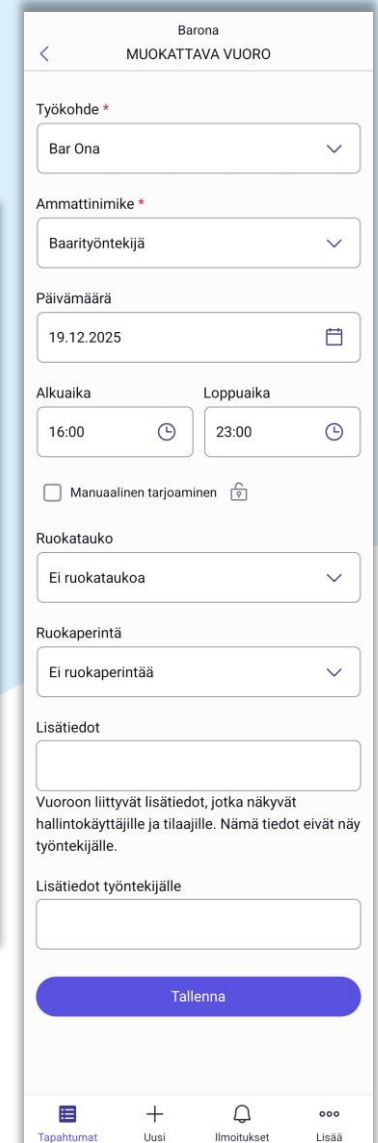 Barona
MUOKATTAVA VUORO
Työkohde *
Bar Ona
Ammattinimike *
Baarityöntekijä
Päivämäärä
19.12.2025
Alkuaika Loppuaika
16:00 23:00
Manuaalinen tarjoaminen
Ruokatauko
Ei ruokataukoa
Ruokaperintä
Ei ruokaperintää
Lisätiedot
Vuoroon liittyvät lisätiedot, jotka näkyvät
hallintokäyttäjille ja tilaajille. Nämä tiedot eivät näy
työntekijälle.
Lisätiedot työntekijälle
Tallenna
Tapahtumat Uusi Ilmoitukset Lisää